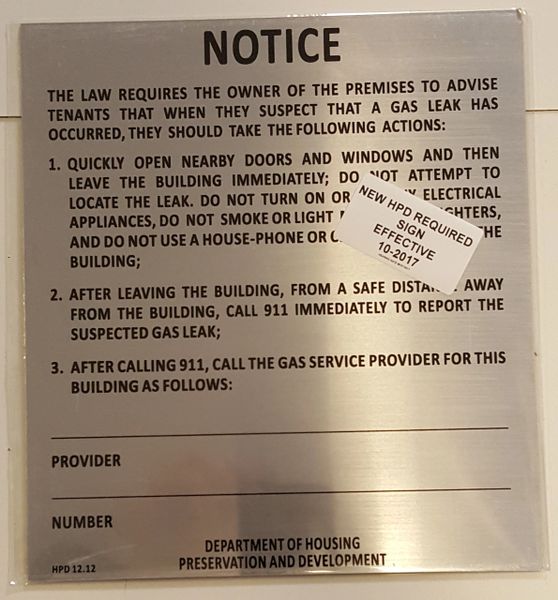 NOTICE
THE LAW REQUIRES THE OWNER OF THE PREMISES TO ADVISE
TENANTS THAT WHEN THEY SUSPECT THAT A GAS LEAK HAS
OCCURRED, THEY SHOULD TAKE THE FOLLOWING ACTIONS:
1. QUICKLY OPEN NEARBY DOORS AND WINDOWS AND THEN
LEAVE THE BUILDING IMMEDIATELY; DO NOT ATTEMPT TO
LOCATE THE LEAK. DO NOT TURN ON OR ELECTRICAL
APPLIANCES, DO NOT SMOKE OR LIGHT
AND DO NOT USE A HOUSE-PHONE OR THE
BUILDING;
NEW HPD REQUIRED
SIGN
EFFECTIVE
10-2017
2. AFTER LEAVING THE BUILDING, FROM A SAFE DISTANCE AWAY
FROM THE BUILDING, CALL 911 IMMEDIATELY TO REPORT THE
SUSPECTED GAS LEAK;
3. AFTER CALLING 911, CALL THE GAS SERVICE PROVIDER FOR THIS
BUILDING AS FOLLOWS:
PROVIDER
NUMBER
DEPARTMENT OF HOUSING
PRESERVATION AND DEVELOPMENT
HPD 12.12